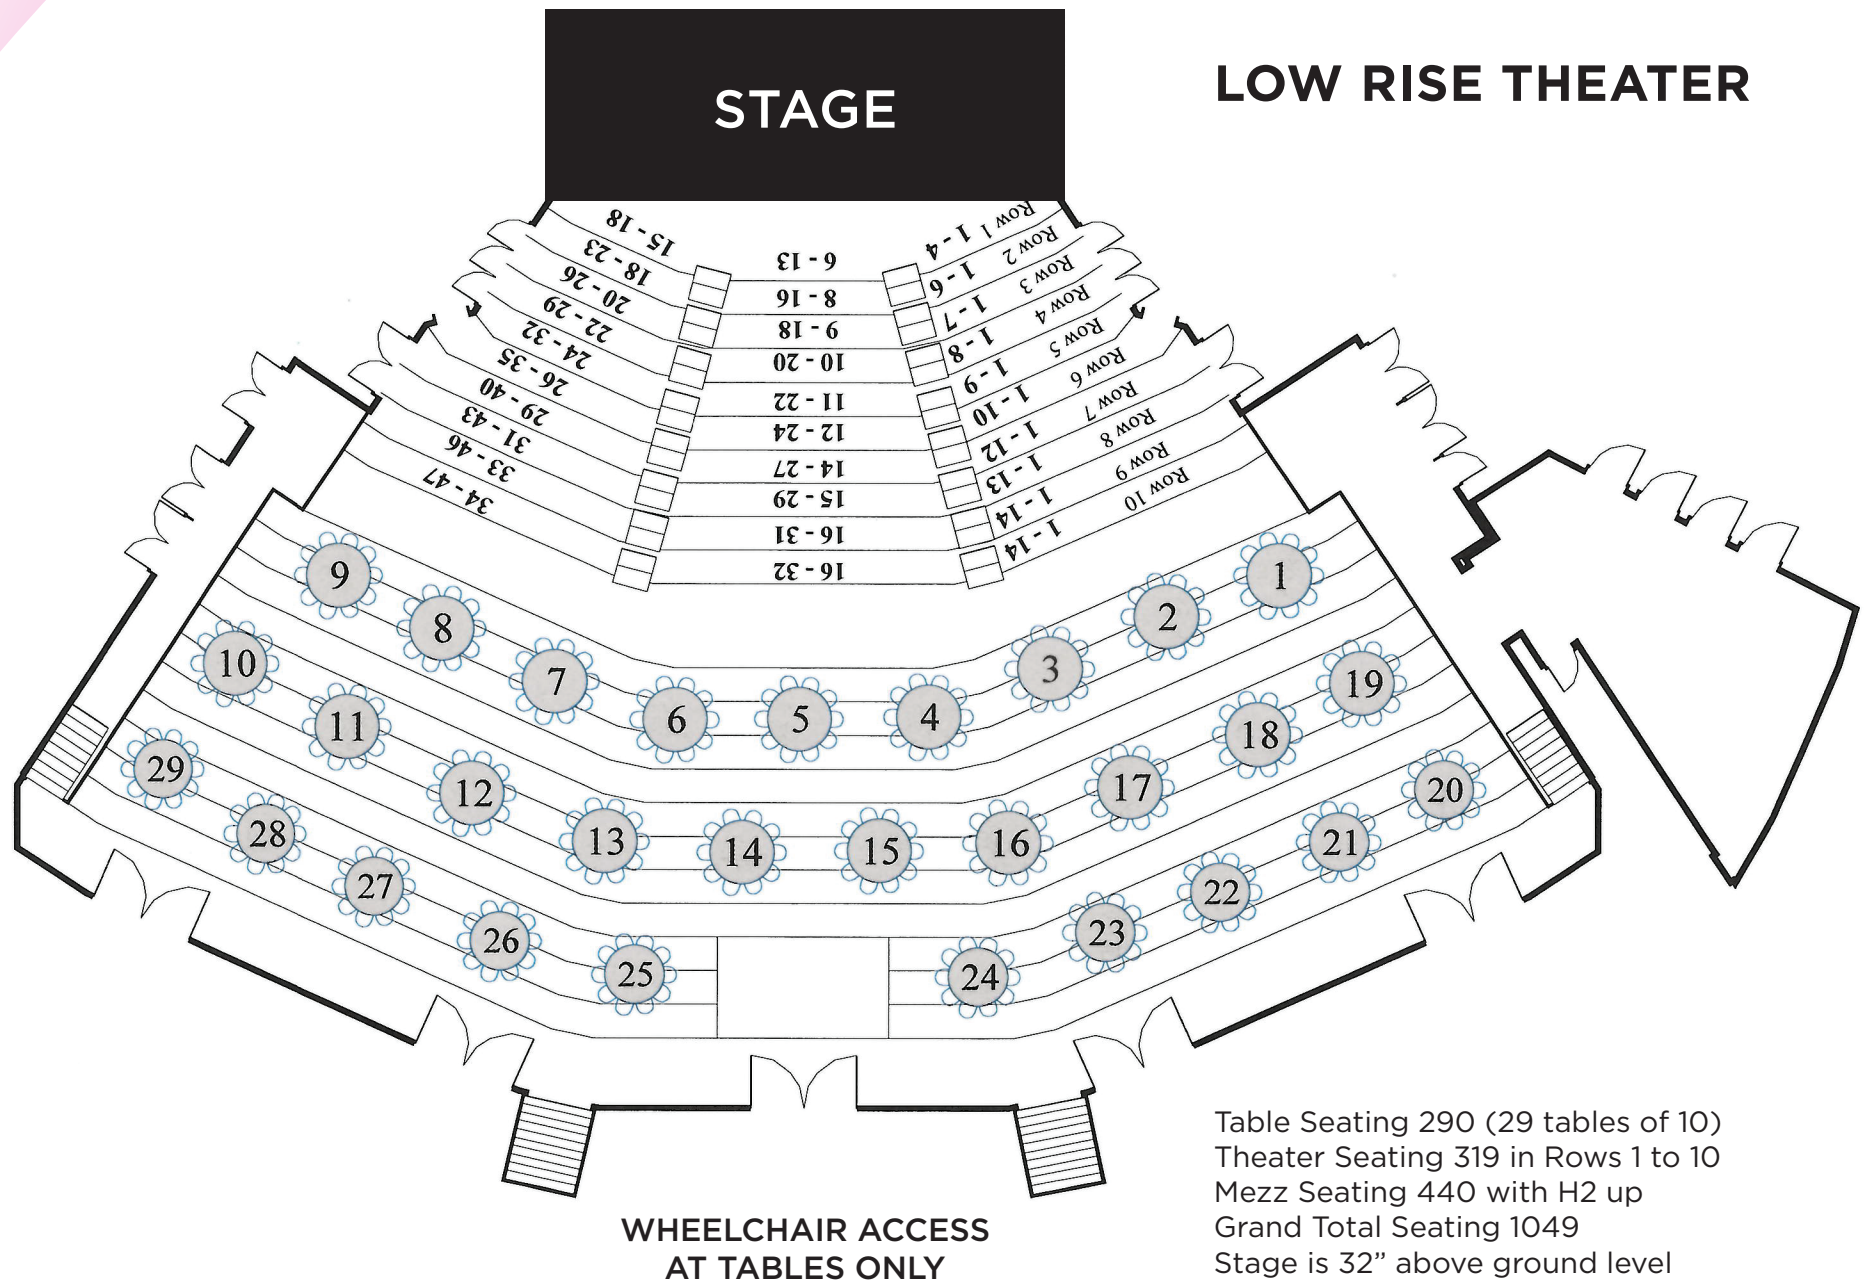 STAGE
LOW RISE THEATER
Row 1
1 - 4
6 - 13
15 - 18
Row 2
1 - 6
8 - 16
18 - 23
Row 3
1 - 7
9 - 18
20 - 26
Row 4
1 - 8
10 - 20
22 - 29
Row 5
1 - 9
11 - 22
24 - 32
Row 6
1 - 10
12 - 24
26 - 35
Row 7
1 - 12
14 - 27
29 - 40
Row 8
1 - 13
15 - 29
31 - 43
Row 9
1 - 14
16 - 31
33 - 46
Row 10
1 - 14
16 - 32
34 - 47
1
2
3
4
5
6
7
8
9
10
11
12
13
14
15
16
17
18
19
20
21
22
23
24
25
26
27
28
29
WHEELCHAIR ACCESS
AT TABLES ONLY
Table Seating 290 (29 tables of 10)
Theater Seating 319 in Rows 1 to 10
Mezz Seating 440 with H2 up
Grand Total Seating 1049
Stage is 32” above ground level